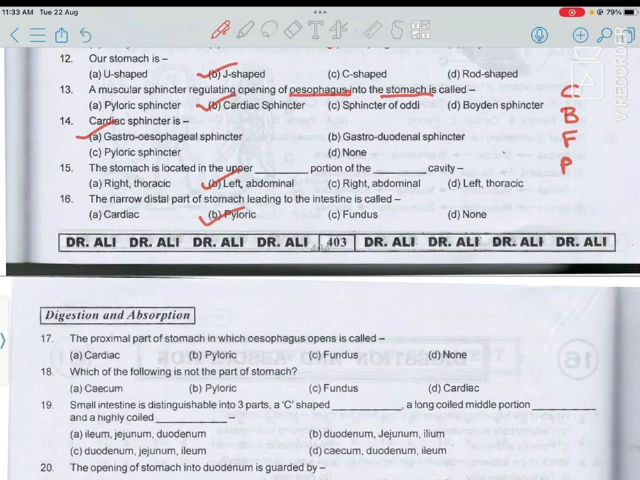 11:33 AM Tue 22 Aug
79%
12. Our stomach is –
(a) U-shaped (b) J-shaped (c) C-shaped (d) Rod-shaped
13. A muscular sphincter regulating opening of oesophagus into the stomach is called –
(a) Pyloric sphincter (b) Cardiac Sphincter (c) Sphincter of oddi (d) Boyden sphincter
14. Cardiac sphincter is –
(a) Gastro-oesophageal sphincter (b) Gastro-duodenal sphincter
(c) Pyloric sphincter (d) None
15. The stomach is located in the upper ________ portion of the ________ cavity –
(a) Right, thoracic (b) Left, abdominal (c) Right, abdominal (d) Left, thoracic
16. The narrow distal part of stomach leading to the intestine is called –
(a) Cardiac (b) Pyloric (c) Fundus (d) None
C
B
F
P
V RECORDER
DR. ALI DR. ALI DR. ALI DR. ALI 403 DR. ALI DR. ALI DR. ALI DR. ALI
Digestion and Absorption
17. The proximal part of stomach in which oesophagus opens is called –
(a) Cardiac (b) Pyloric (c) Fundus (d) None
18. Which of the following is not the part of stomach?
(a) Caecum (b) Pyloric (c) Fundus (d) Cardiac
19. Small intestine is distinguishable into 3 parts, a 'C' shaped ________, a long coiled middle portion ________
and a highly coiled ________ –
(a) ileum, jejunum, duodenum (b) duodenum, Jejunum, ilium
(c) duodenum, jejunum, ileum (d) caecum, duodenum, ileum
20. The opening of stomach into duodenum is guarded by –